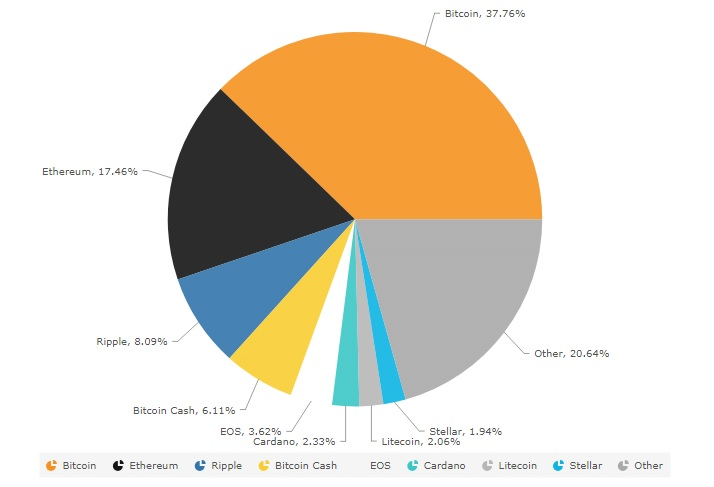 Bitcoin, 37.76%
Ethereum, 17.46%
Ripple, 8.09%
Other, 20.64%
Bitcoin Cash, 6.11%
EOS, 3.62%
Stellar, 1.94%
Cardano, 2.33%
Litecoin, 2.06%
Bitcoin Ethereum Ripple Bitcoin Cash EOS Cardano Litecoin Stellar Other